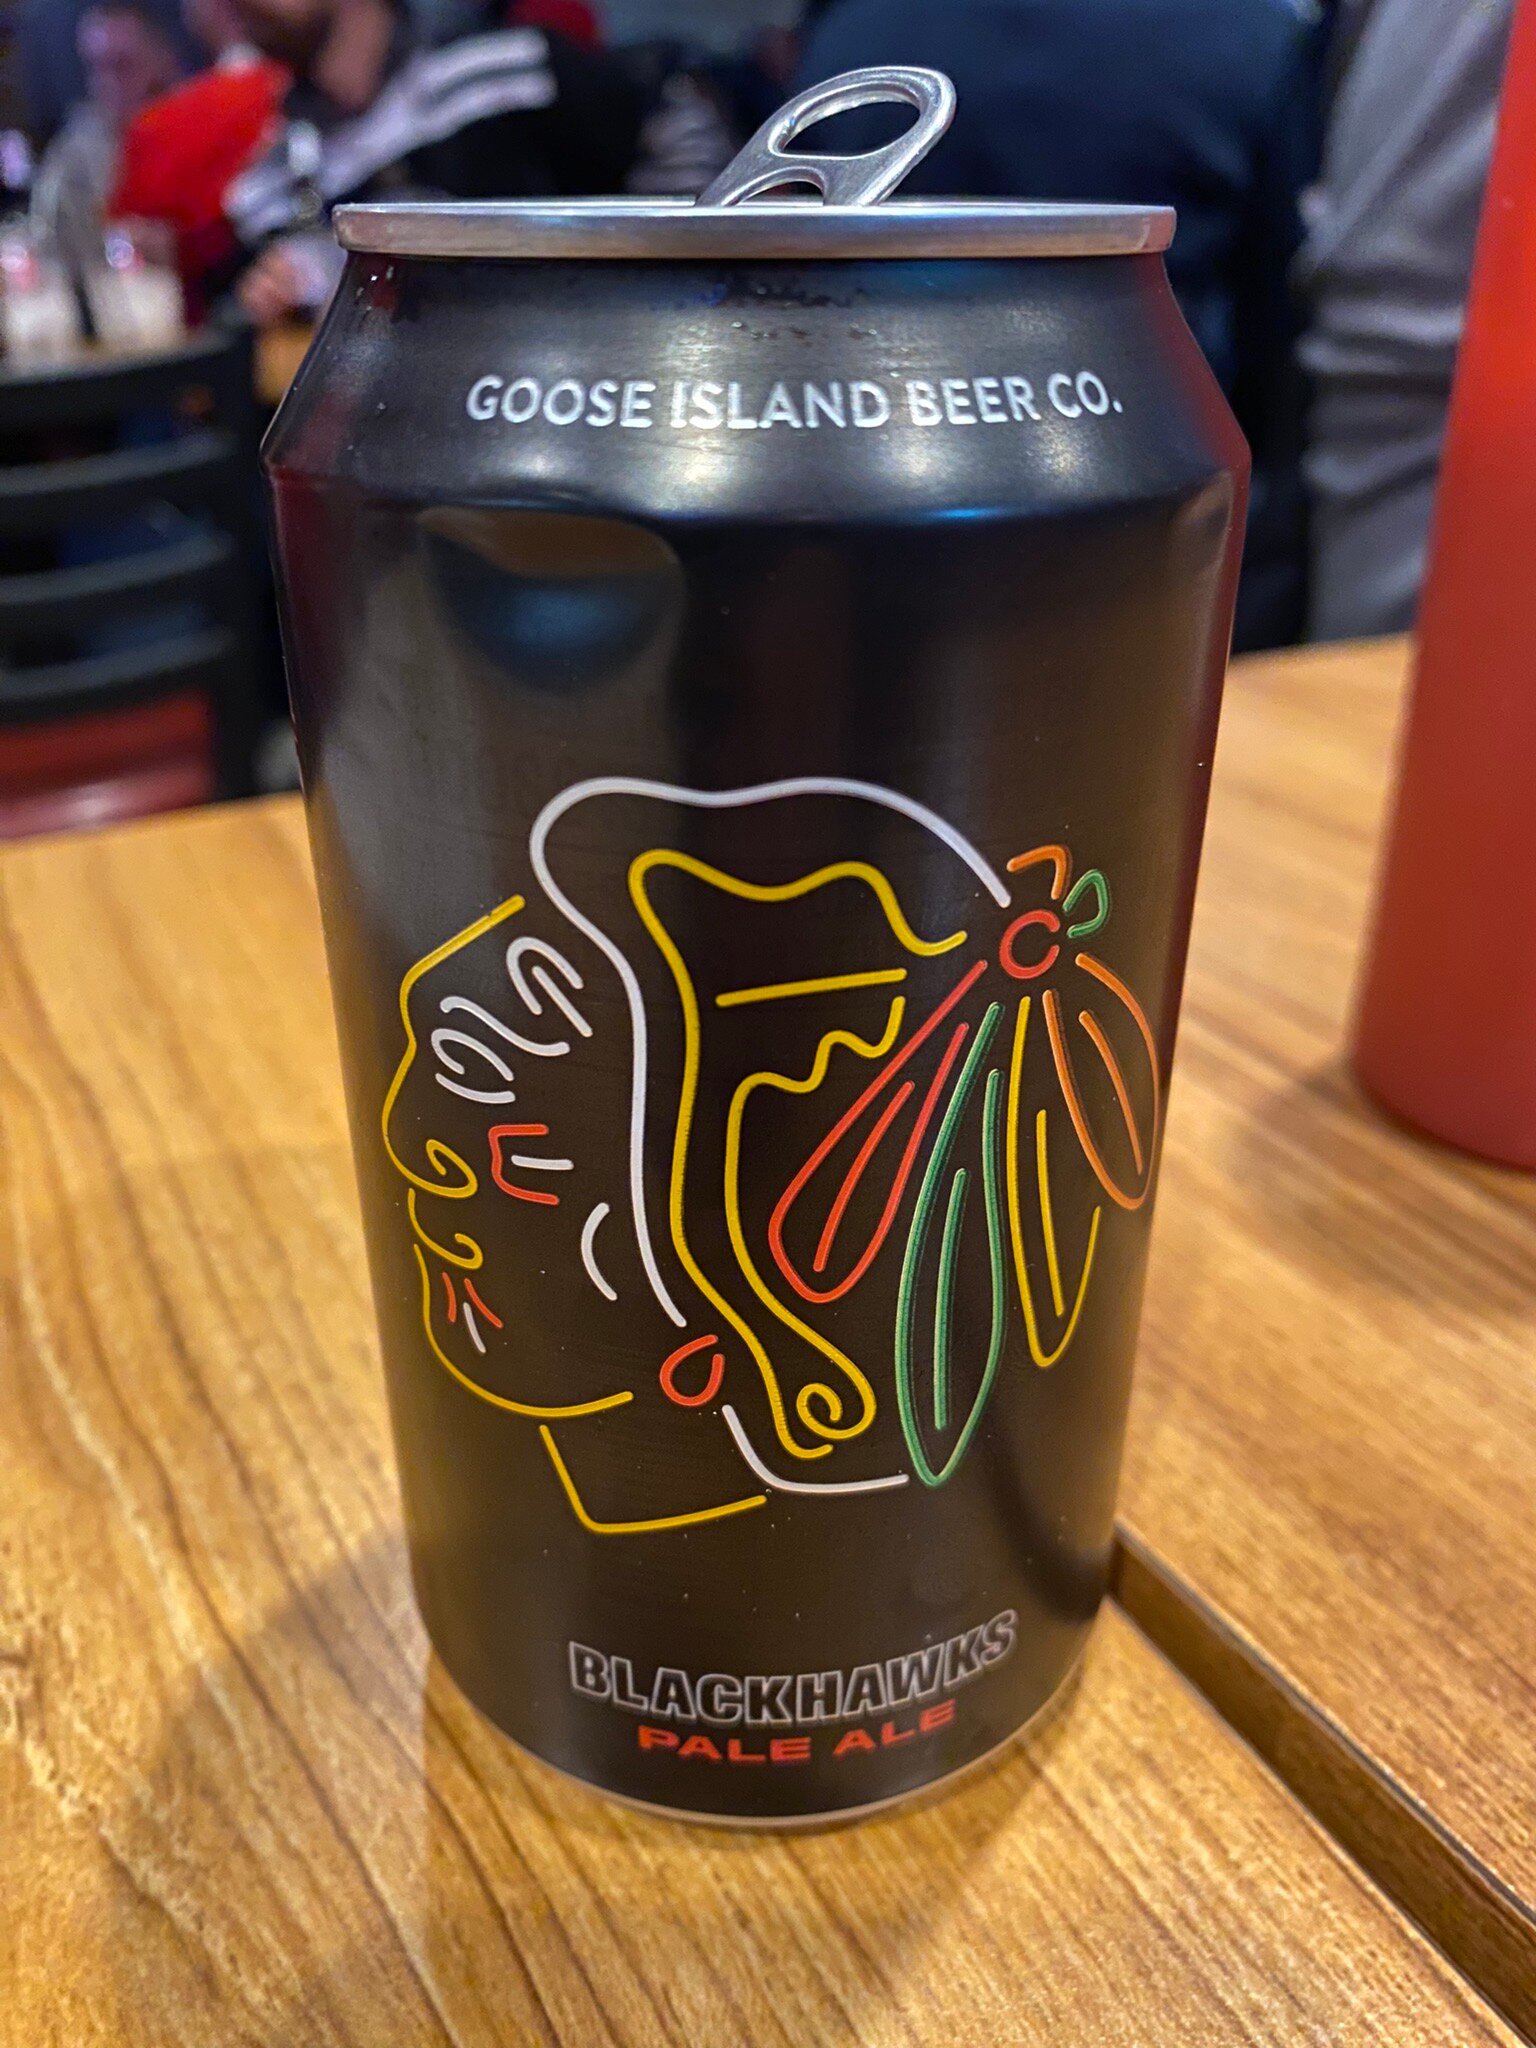 GOOSE ISLAND BEER CO.
C
BLACKHAWKS
PALE ALE